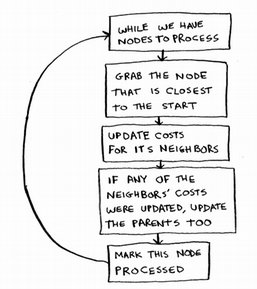 WHILE WE HAVE
NODES TO PROCESS
GRAB THE NODE
THAT IS CLOSEST
TO THE START
UPDATE COSTS
FOR ITS NEIGHBORS
IF ANY OF THE
NEIGHBORS' COSTS
WERE UPDATED, UPDATE
THE PARENTS TOO
MARK THIS NODE
PROCESSED